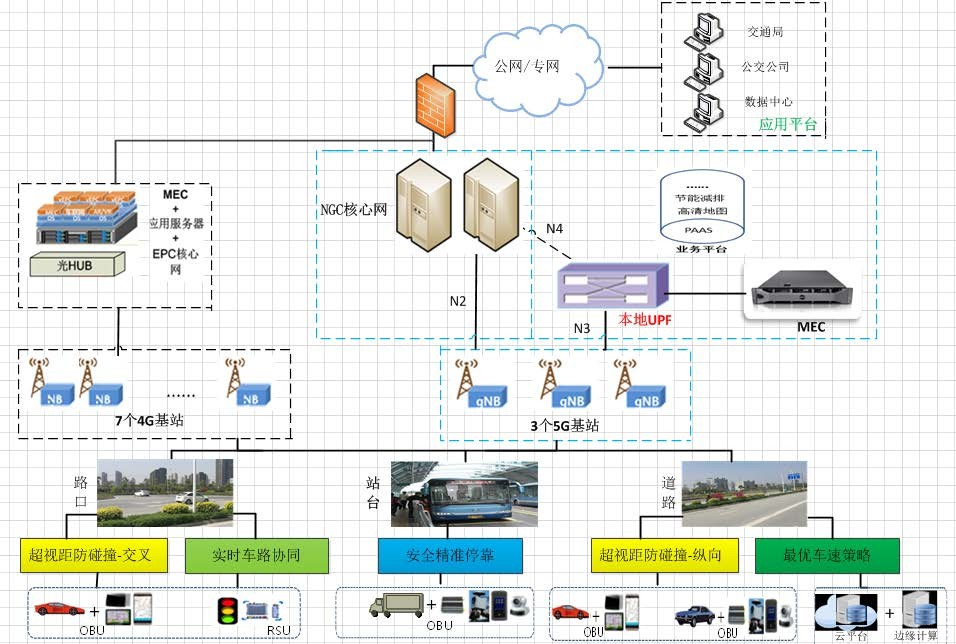 公网/专网
交通局
公交公司
数据中心
应用平台
NGC核心网
MEC
+
应用服务器
+
EPC核心
网
光HUB
N4
......
节能减排
高清地图
PAAS
业务平台
N2
N3
本地UPF
MEC
NB
NB
......
NB
7个4G基站
gNB
gNB
gNB
3个5G基站
路口
站台
道路
超视距防碰撞-交叉
实时车路协同
安全精准停靠
超视距防碰撞-纵向
最优车速策略
+
OBU
RSU
+
OBU
+
OBU
+
OBU
云平台
+
边缘计算